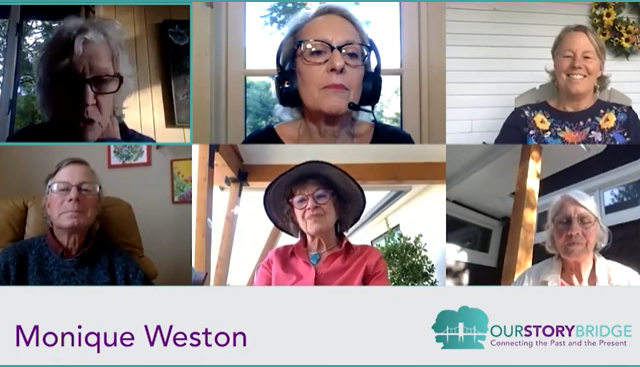 Monique Weston
OURSTORYBRIDGE
Connecting the Past and the Present